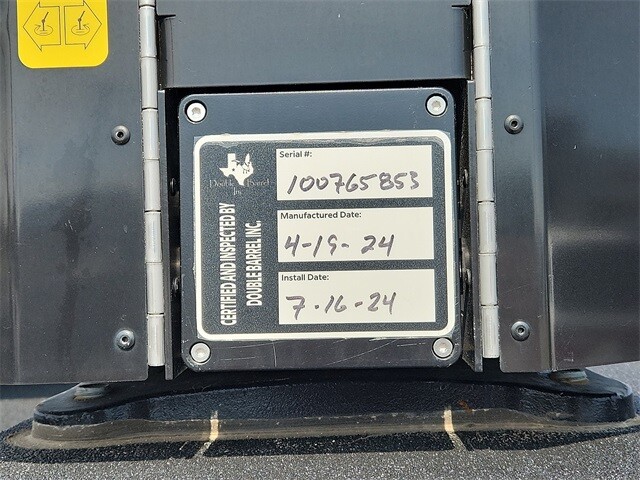 Double Barrel
Inc
CERTIFIED AND INSPECTED BY
DOUBLE BARREL INC.
Serial #:
100765853
Manufactured Date:
4-19-24
Install Date:
7-16-24